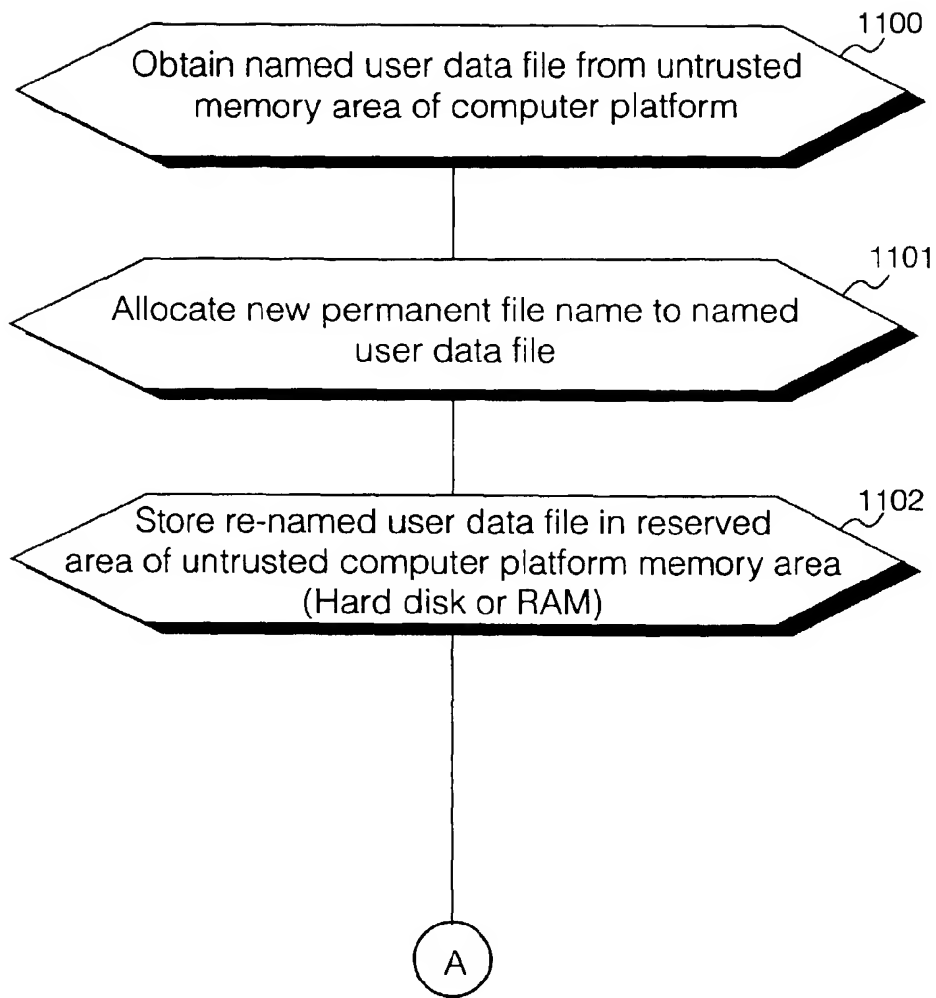 1100
Obtain named user data file from untrusted
memory area of computer platform
1101
Allocate new permanent file name to named
user data file
1102
Store re-named user data file in reserved
area of untrusted computer platform memory area
(Hard disk or RAM)
A